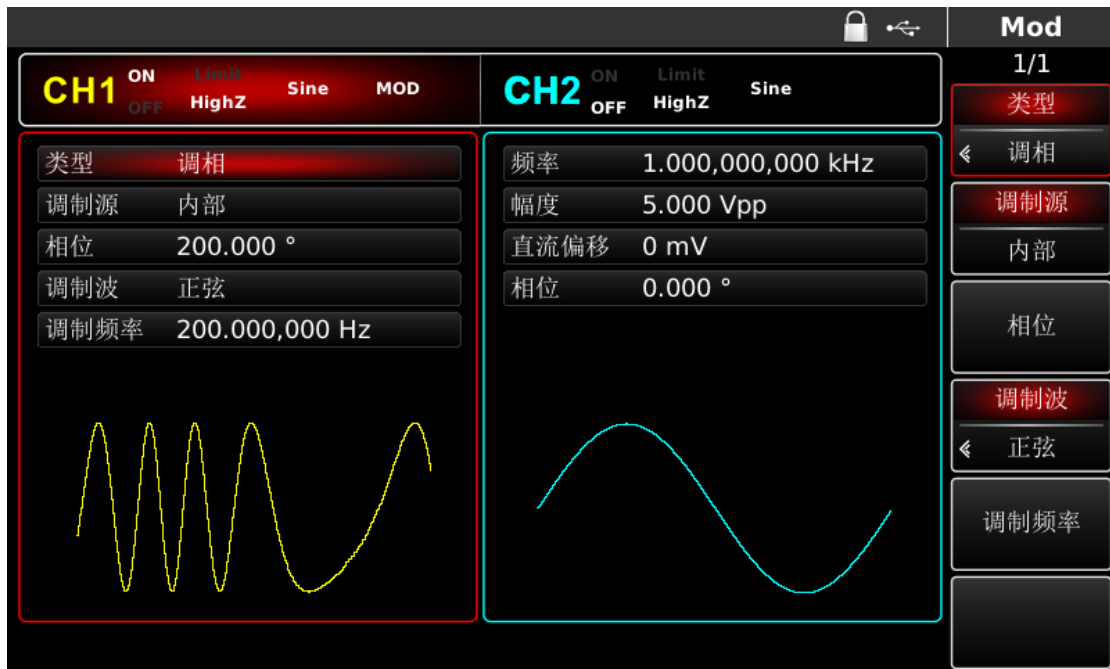 Mod
1/1
CH1 ON OFF Limit HighZ Sine MOD
CH2 ON OFF Limit HighZ Sine
类型 调相
调制源 内部
相位 200.000 °
调制波 正弦
调制频率 200.000,000 Hz
频率 1.000,000,000 kHz
幅度 5.000 Vpp
直流偏移 0 mV
相位 0.000 °
类型
调相
调制源
内部
相位
调制波
正弦
调制频率